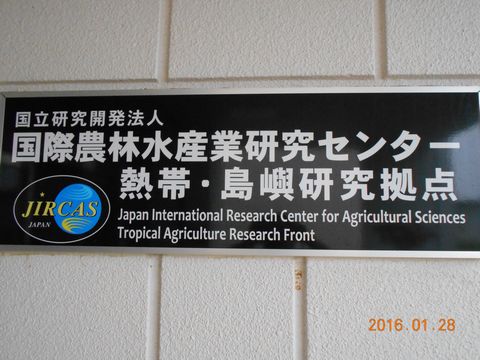 国立研究開発法人
国際農林水産業研究センター
熱帯・島嶼研究拠点
JIRCAS
JAPAN
Japan International Research Center for Agricultural Sciences
Tropical Agriculture Research Front
2016.01.28